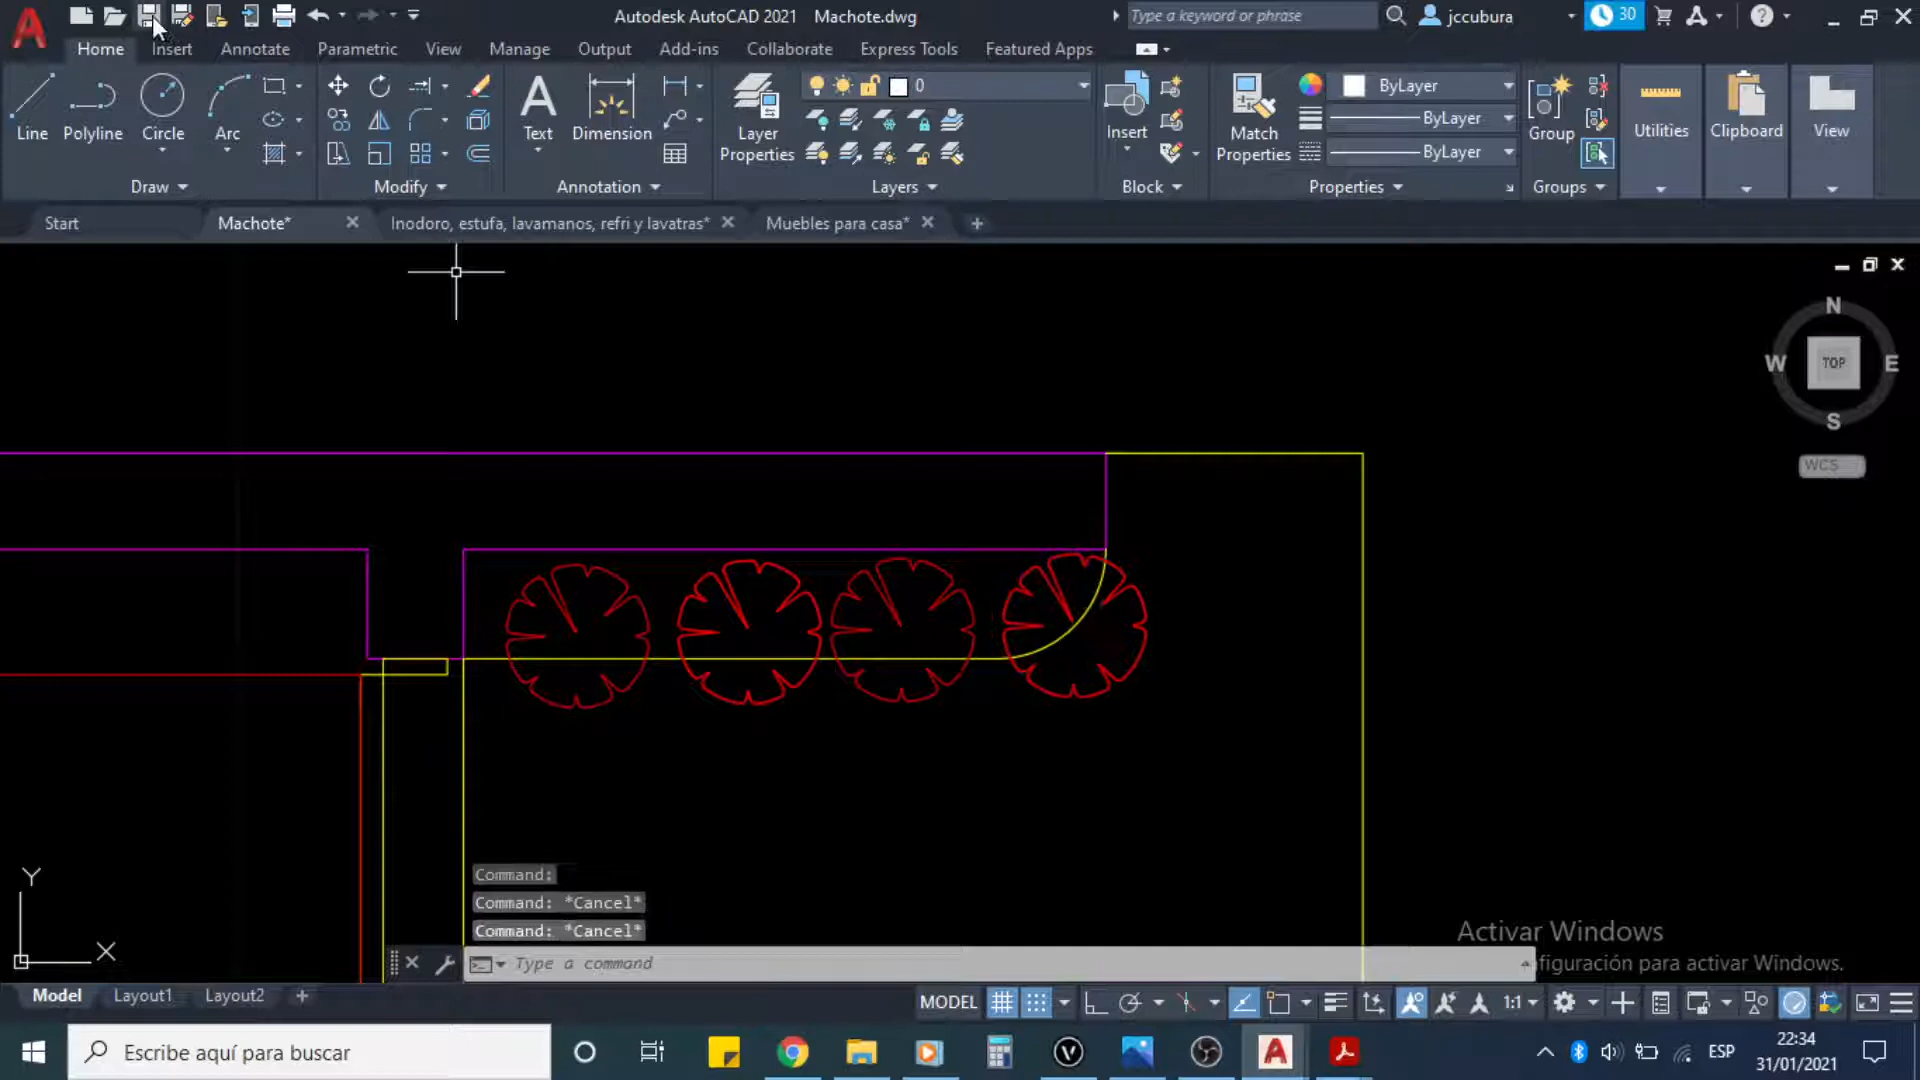 Autodesk AutoCAD 2021 Machote.dwg
Type a keyword or phrase
jccubura
30
Home Insert Annotate Parametric View Manage Output Add-ins Collaborate Express Tools Featured Apps
Line Polyline Circle Arc
Draw
Modify
Text Dimension
Annotation
Layer Properties
0
Layers
Insert
Block
Match Properties
ByLayer
ByLayer
ByLayer
Properties
Group
Groups
Utilities
Clipboard
View
Start Machote* Inodoro, estufa, lavamanos, refri y lavatras* Muebles para casa*
N
W TOP E
S
WCS
Y
X
Command:
Command: *Cancel*
Command: *Cancel*
Type a command
Activar Windows
nfiguración para activar Windows.
Model Layout1 Layout2
MODEL 1:1
Escribe aquí para buscar
ESP
22:34
31/01/2021